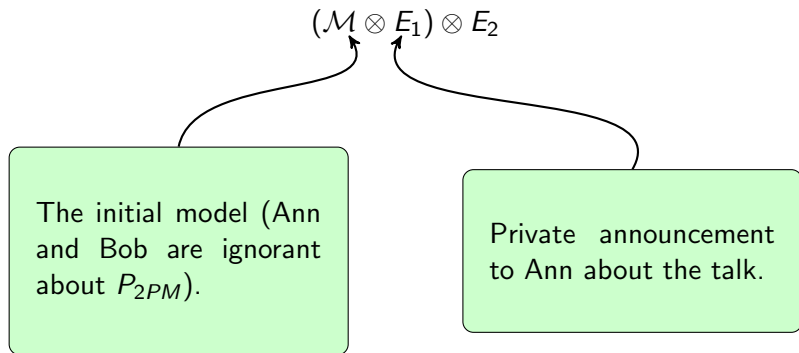 (ℳ ⊗ E₁) ⊗ E₂
The initial model (Ann
and Bob are ignorant
about P₂PM).
Private announcement
to Ann about the talk.